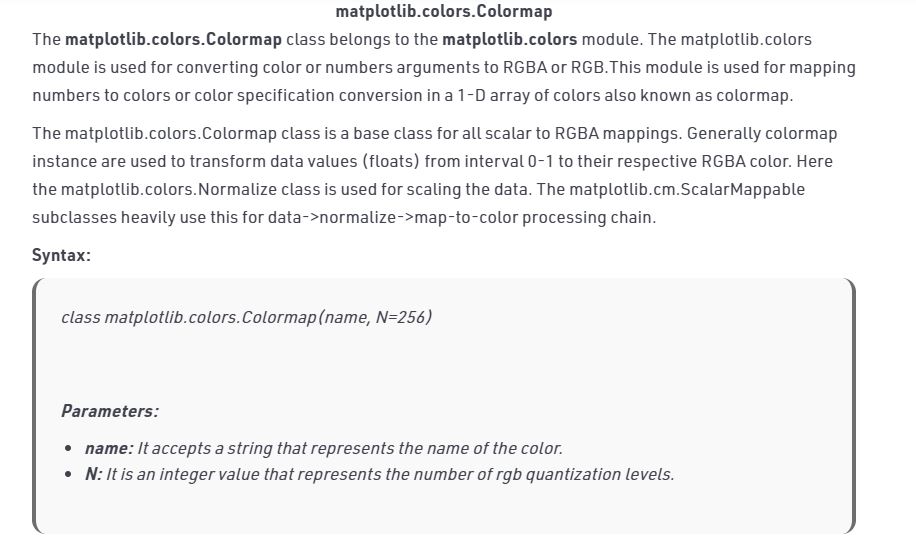 matplotlib.colors.Colormap
The matplotlib.colors.Colormap class belongs to the matplotlib.colors module. The matplotlib.colors
module is used for converting color or numbers arguments to RGBA or RGB.This module is used for mapping
numbers to colors or color specification conversion in a 1-D array of colors also known as colormap.
The matplotlib.colors.Colormap class is a base class for all scalar to RGBA mappings. Generally colormap
instance are used to transform data values (floats) from interval 0-1 to their respective RGBA color. Here
the matplotlib.colors.Normalize class is used for scaling the data. The matplotlib.cm.ScalarMappable
subclasses heavily use this for data->normalize->map-to-color processing chain.
Syntax:
class matplotlib.colors.Colormap(name, N=256)
Parameters:
• name: It accepts a string that represents the name of the color.
• N: It is an integer value that represents the number of rgb quantization levels.